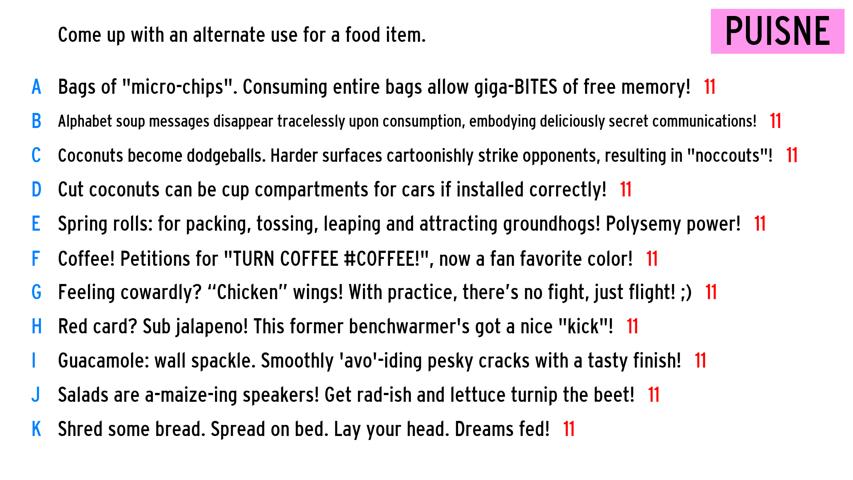 Come up with an alternate use for a food item.
PUISNE
A Bags of "micro-chips". Consuming entire bags allow giga-BITES of free memory! 11
B Alphabet soup messages disappear tracelessly upon consumption, embodying deliciously secret communications! 11
C Coconuts become dodgeballs. Harder surfaces cartoonishly strike opponents, resulting in "noccouts"! 11
D Cut coconuts can be cup compartments for cars if installed correctly! 11
E Spring rolls: for packing, tossing, leaping and attracting groundhogs! Polysemy power! 11
F Coffee! Petitions for "TURN COFFEE #COFFEE!", now a fan favorite color! 11
G Feeling cowardly? “Chicken” wings! With practice, there’s no fight, just flight! ;) 11
H Red card? Sub jalapeno! This former benchwarmer's got a nice "kick"! 11
I Guacamole: wall spackle. Smoothly 'avo'-iding pesky cracks with a tasty finish! 11
J Salads are a-maize-ing speakers! Get rad-ish and lettuce turnip the beet! 11
K Shred some bread. Spread on bed. Lay your head. Dreams fed! 11